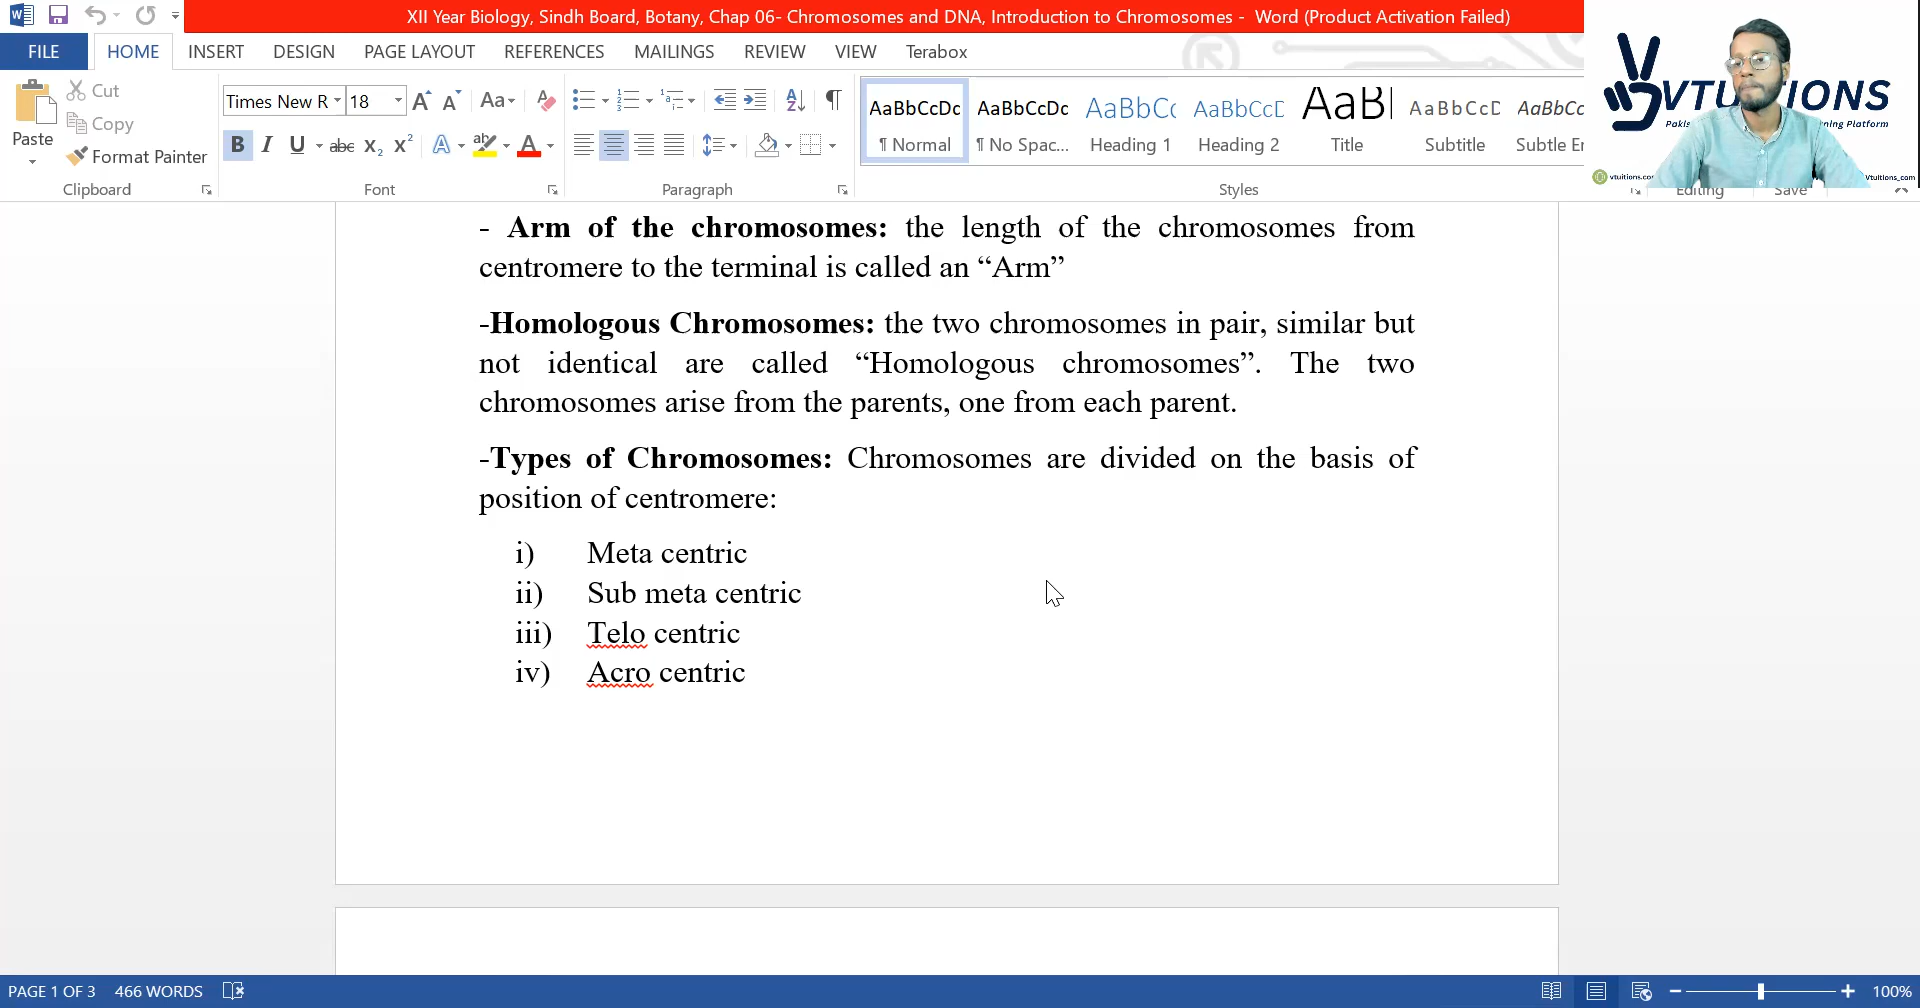 XII Year Biology, Sindh Board, Botany, Chap 06- Chromosomes and DNA, Introduction to Chromosomes - Word (Product Activation Failed)
FILE HOME INSERT DESIGN PAGE LAYOUT REFERENCES MAILINGS REVIEW VIEW Terabox
Cut
Copy
Format Painter
Paste
Clipboard
Times New R 18
Font
Paragraph
AaBbCcDc AaBbCcDc AaBbCc AaBbCcD AaB AaBbCcD AaBbCc
¶ Normal ¶ No Spac... Heading 1 Heading 2 Title Subtitle Subtle Em
Styles
Editing Save
VTUITIONS
Platform
vtuitions.com
Vtuitions_com
- Arm of the chromosomes: the length of the chromosomes from
centromere to the terminal is called an “Arm”
-Homologous Chromosomes: the two chromosomes in pair, similar but
not identical are called “Homologous chromosomes”. The two
chromosomes arise from the parents, one from each parent.
-Types of Chromosomes: Chromosomes are divided on the basis of
position of centromere:
i) Meta centric
ii) Sub meta centric
iii) Telo centric
iv) Acro centric
PAGE 1 OF 3 466 WORDS 100%